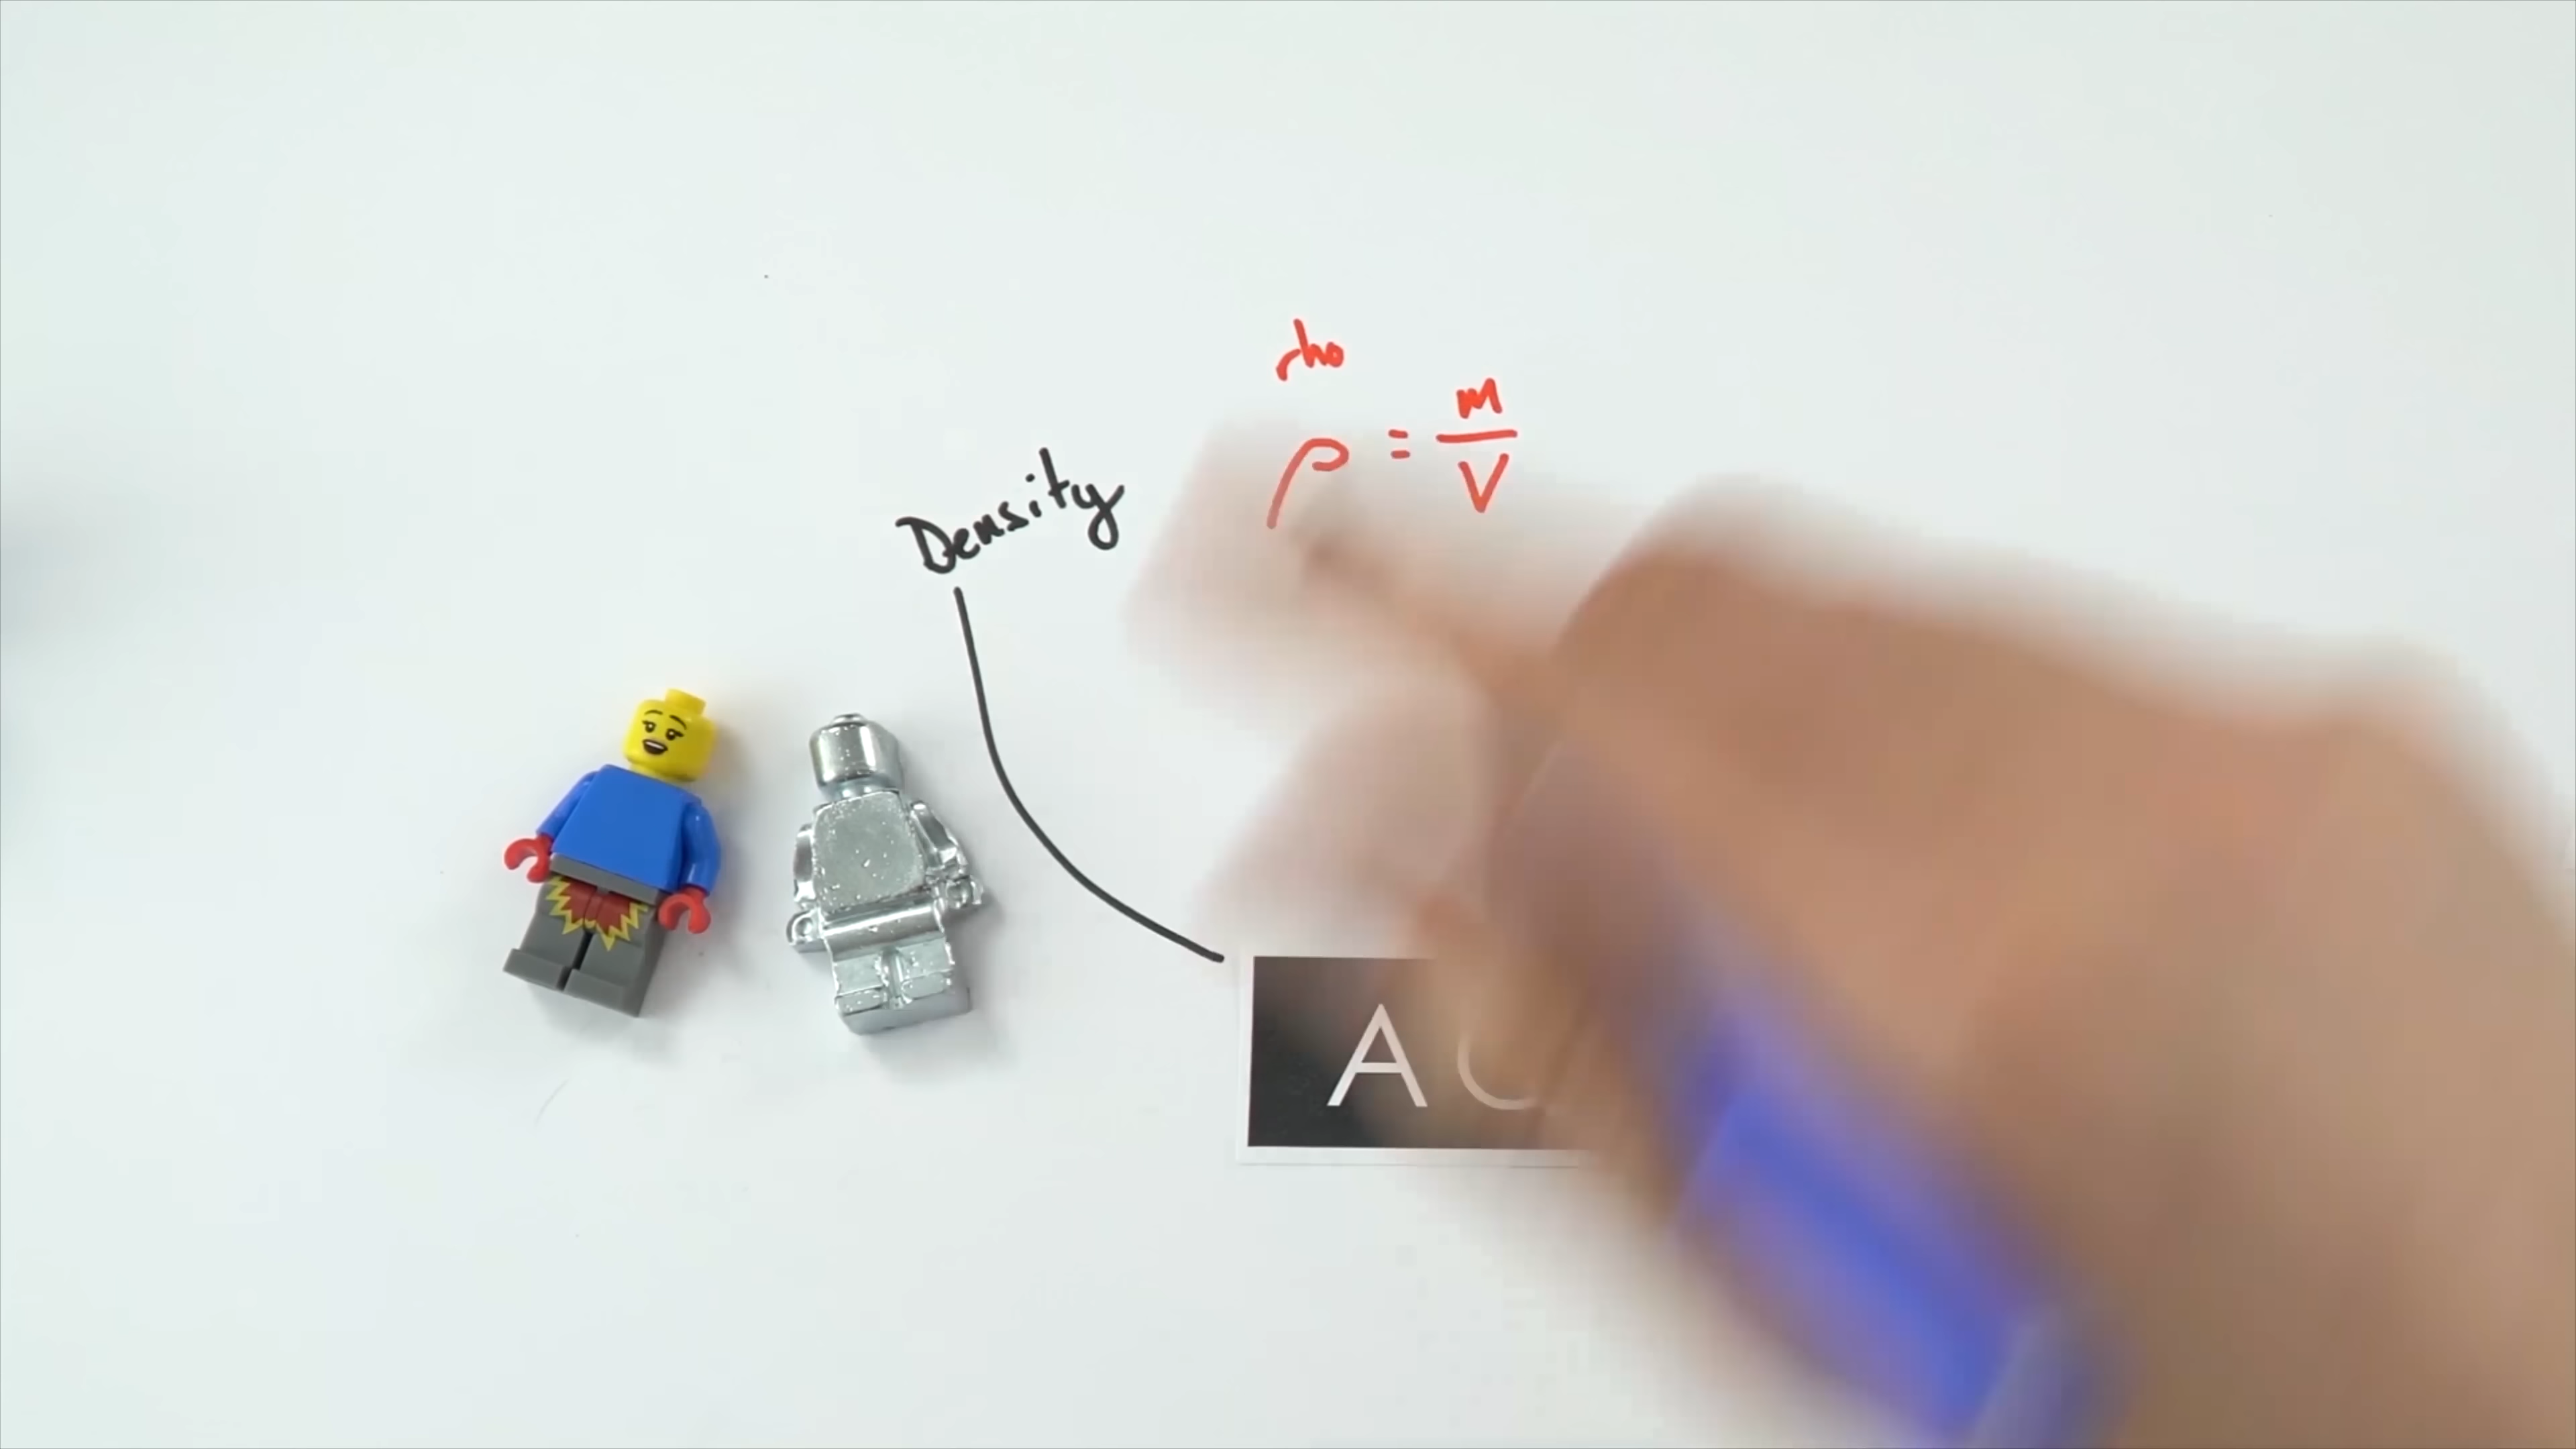 rho
ρ = m/V
Density
A